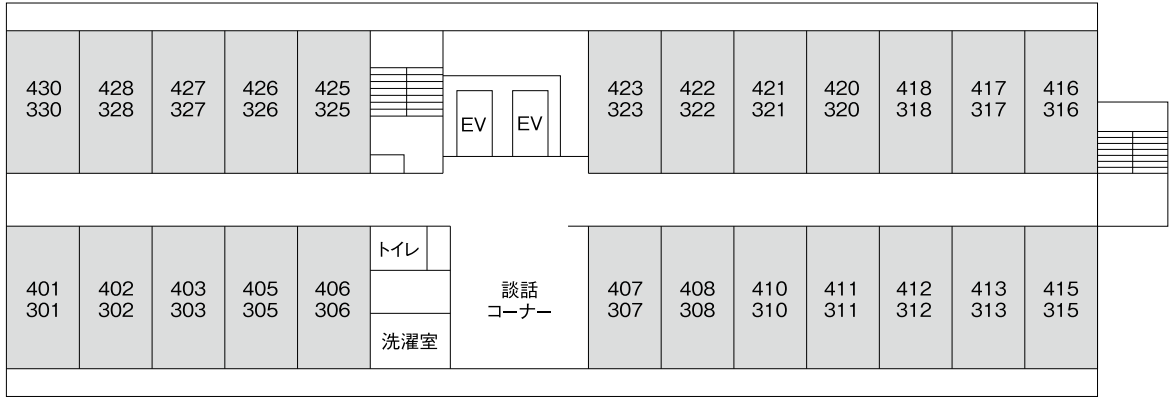 430 428 427 426 425 423 422 421 420 418 417 416
330 328 327 326 325 323 322 321 320 318 317 316
EV EV
トイレ
401 402 403 405 406 談話 407 408 410 411 412 413 415
301 302 303 305 306 コーナー 307 308 310 311 312 313 315
洗濯室